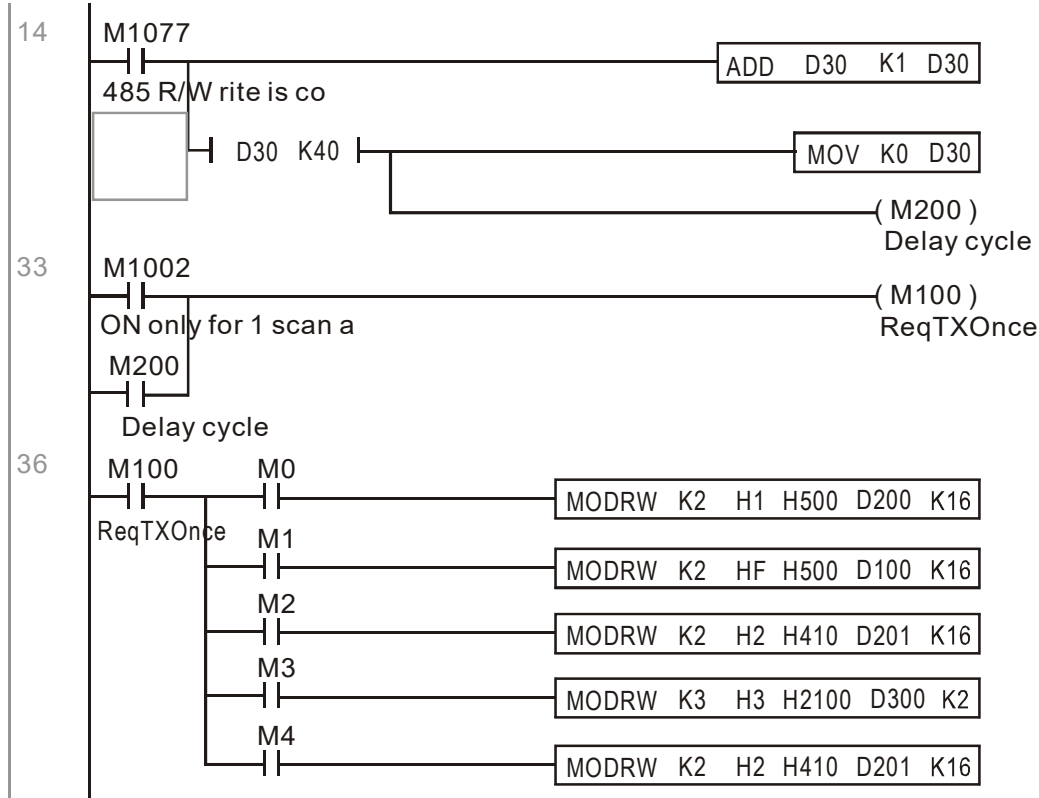 14
M1077
ADD D30 K1 D30
485 R/W rite is co
D30 K40
MOV K0 D30
( M200 )
Delay cycle
33
M1002
( M100 )
ON only for 1 scan a
ReqTXOnce
M200
Delay cycle
36
M100 M0
MODRW K2 H1 H500 D200 K16
ReqTXOnce
M1
MODRW K2 HF H500 D100 K16
M2
MODRW K2 H2 H410 D201 K16
M3
MODRW K3 H3 H2100 D300 K2
M4
MODRW K2 H2 H410 D201 K16